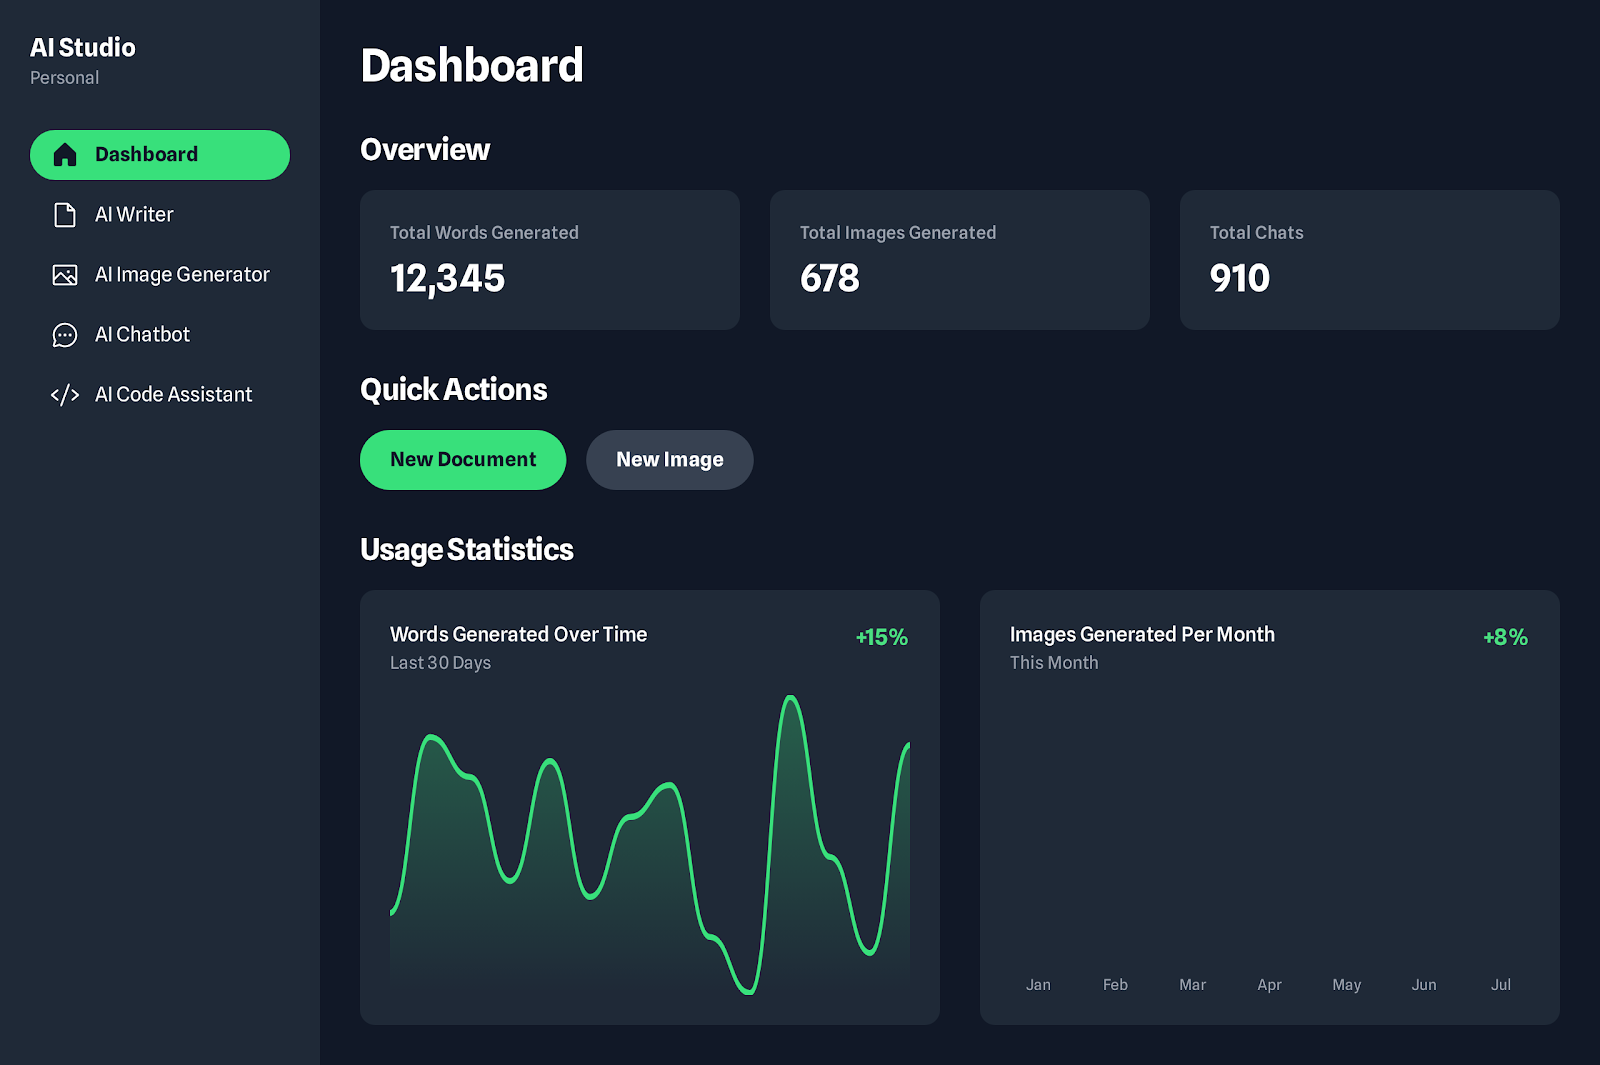 AI Studio
Personal
Dashboard
AI Writer
AI Image Generator
AI Chatbot
AI Code Assistant
Dashboard
Overview
Total Words Generated
12,345
Total Images Generated
678
Total Chats
910
Quick Actions
New Document
New Image
Usage Statistics
Words Generated Over Time
+15%
Last 30 Days
Images Generated Per Month
+8%
This Month
Jan Feb Mar Apr May Jun Jul